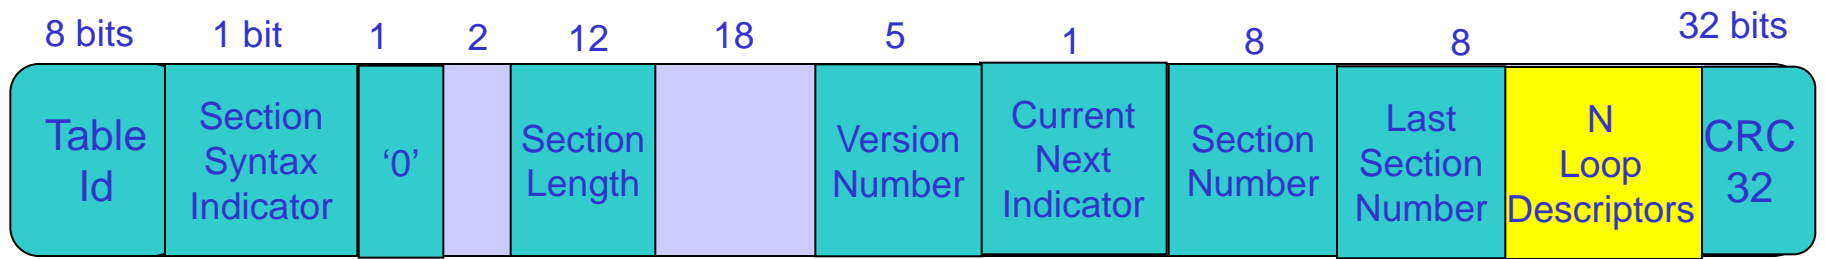 8 bits 1 bit 1 2 12 18 5 1 8 8 32 bits
Table
Id
Section
Syntax
Indicator
‘0’
Section
Length
Version
Number
Current
Next
Indicator
Section
Number
Last
Section
Number
N
Loop
Descriptors
CRC
32